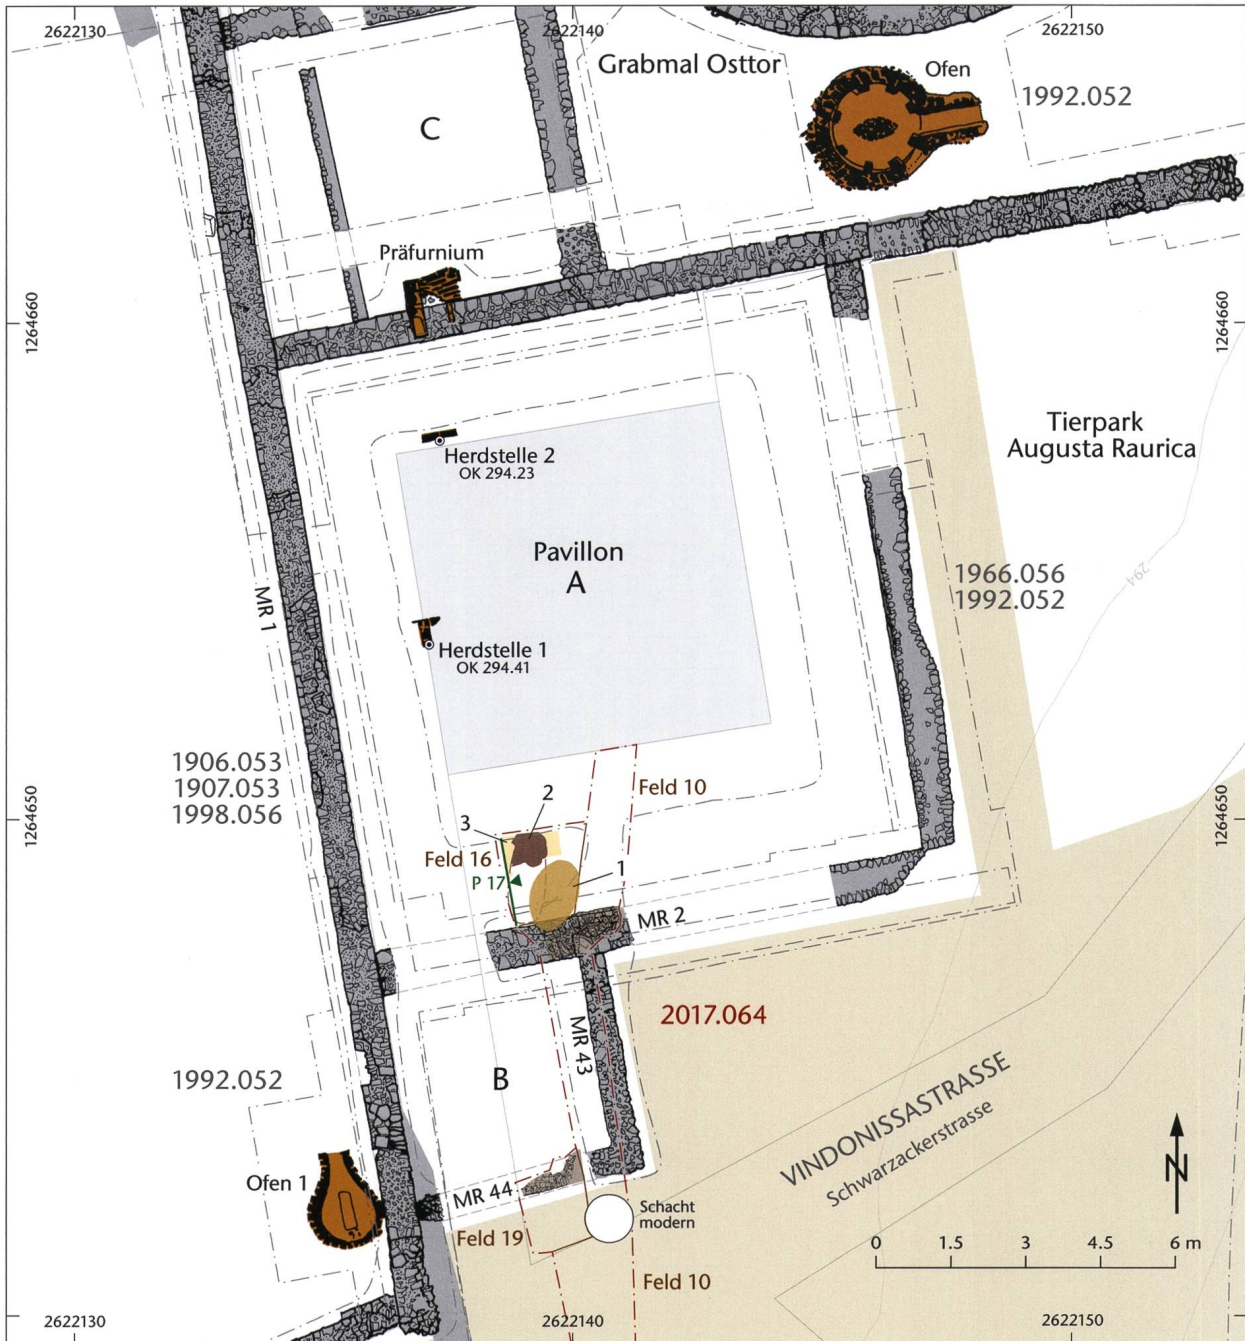 2622130
2622140
2622150
Grabmal Osttor
Ofen
1992.052
C
Präfurnium
1264660
1264660
Tierpark
Augusta Raurica
Herdstelle 2
OK 294.23
Pavillon
A
1966.056
1992.052
294
MR 1
Herdstelle 1
OK 294.41
1906.053
1907.053
1998.056
Feld 10
2
3
1264650
1264650
Feld 16
1
P 17
MR 2
2017.064
MR 43
1992.052
B
VINDONISSASTRASSE
Schwarzackerstrasse
N
Ofen 1
MR 44
Schacht
modern
Feld 19
0 1.5 3 4.5 6 m
Feld 10
2622130
2622140
2622150